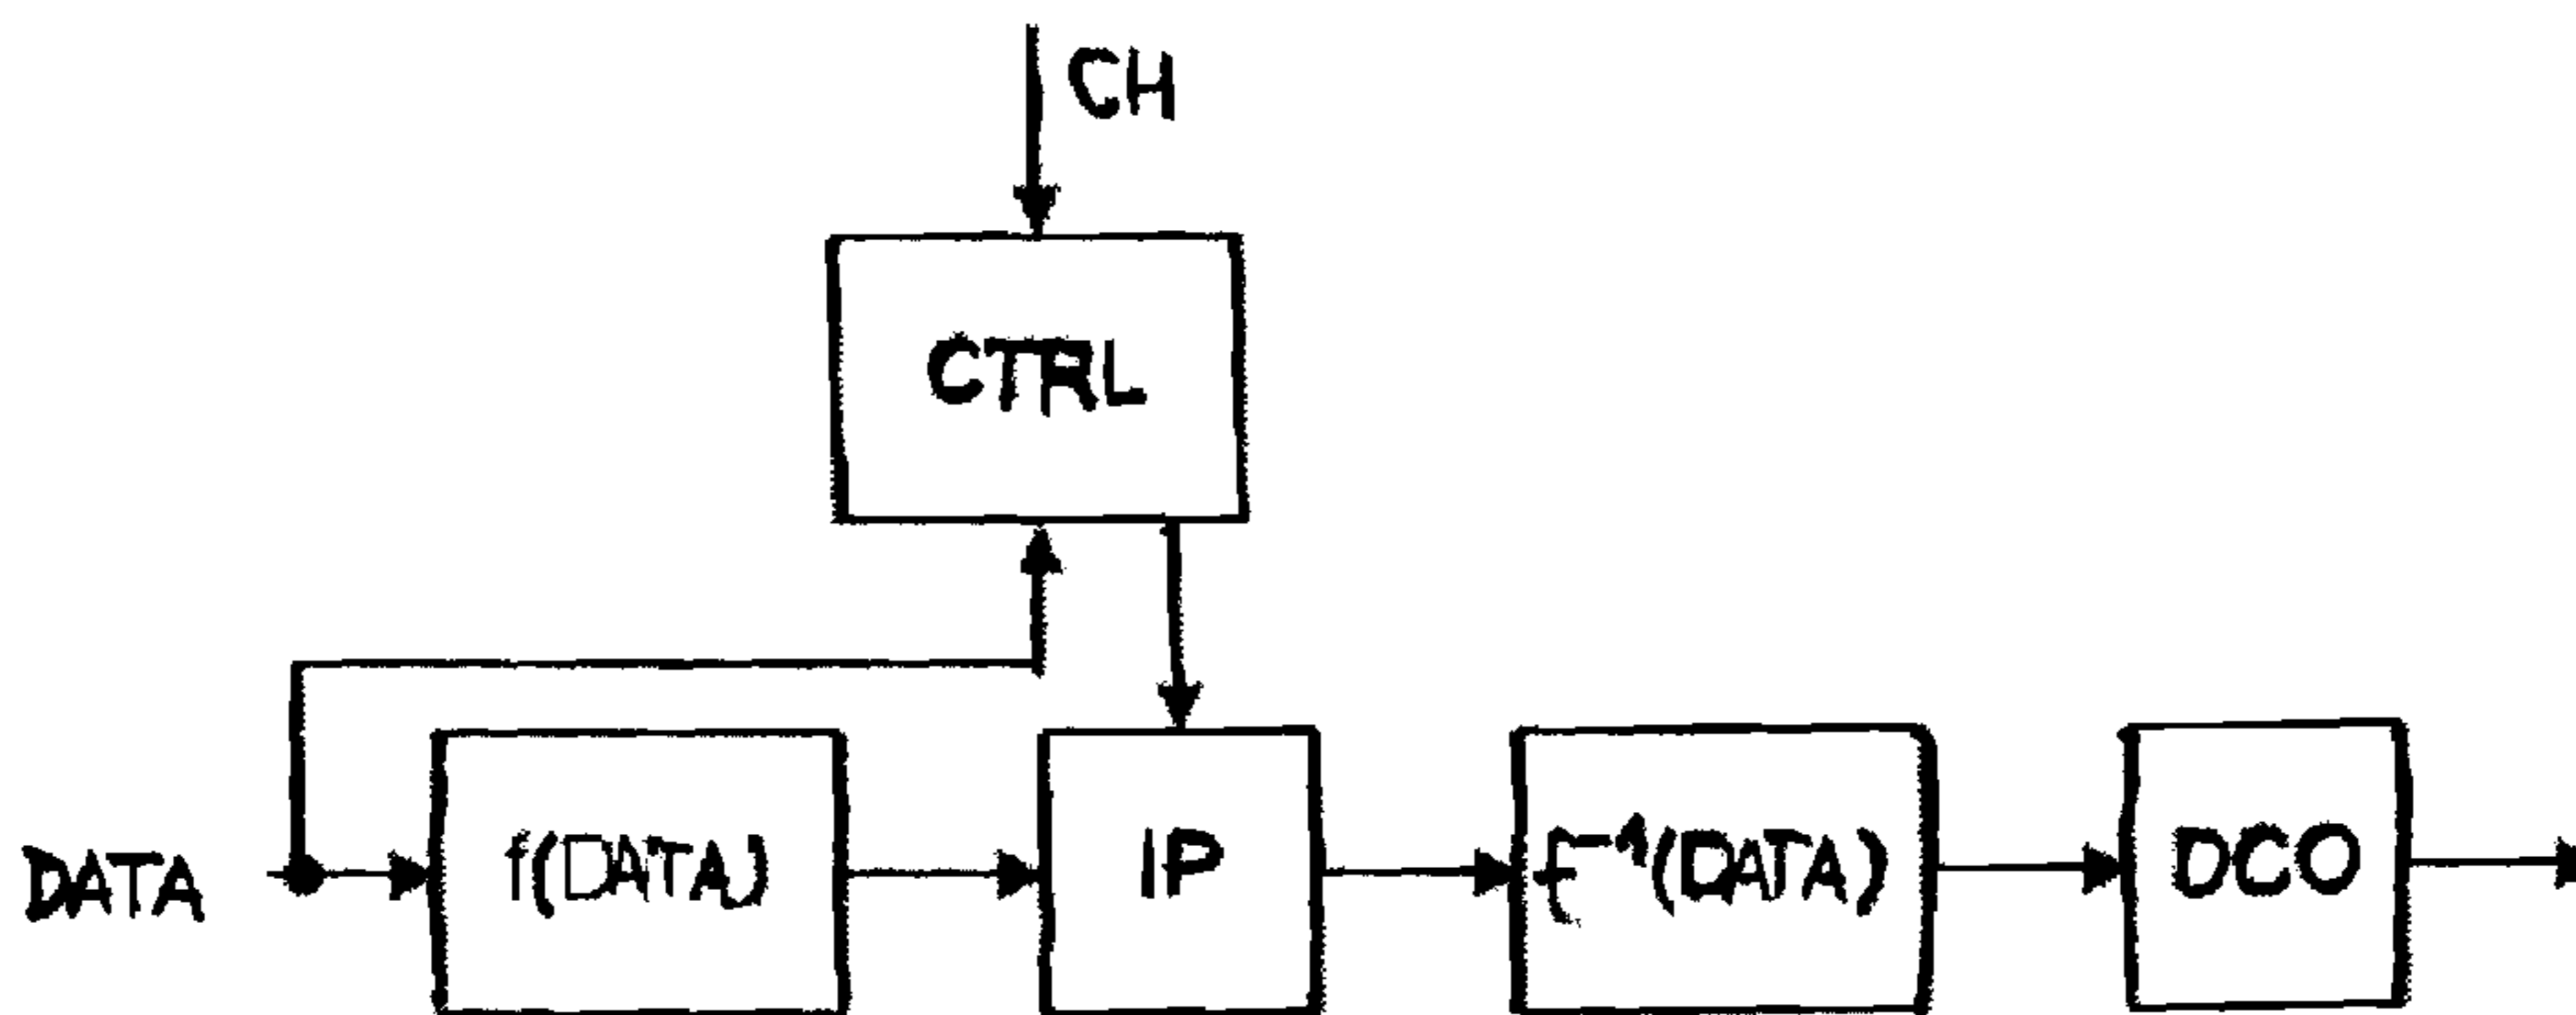 CH
CTRL
DATA
f(DATA)
IP
f⁻¹(DATA)
DCO